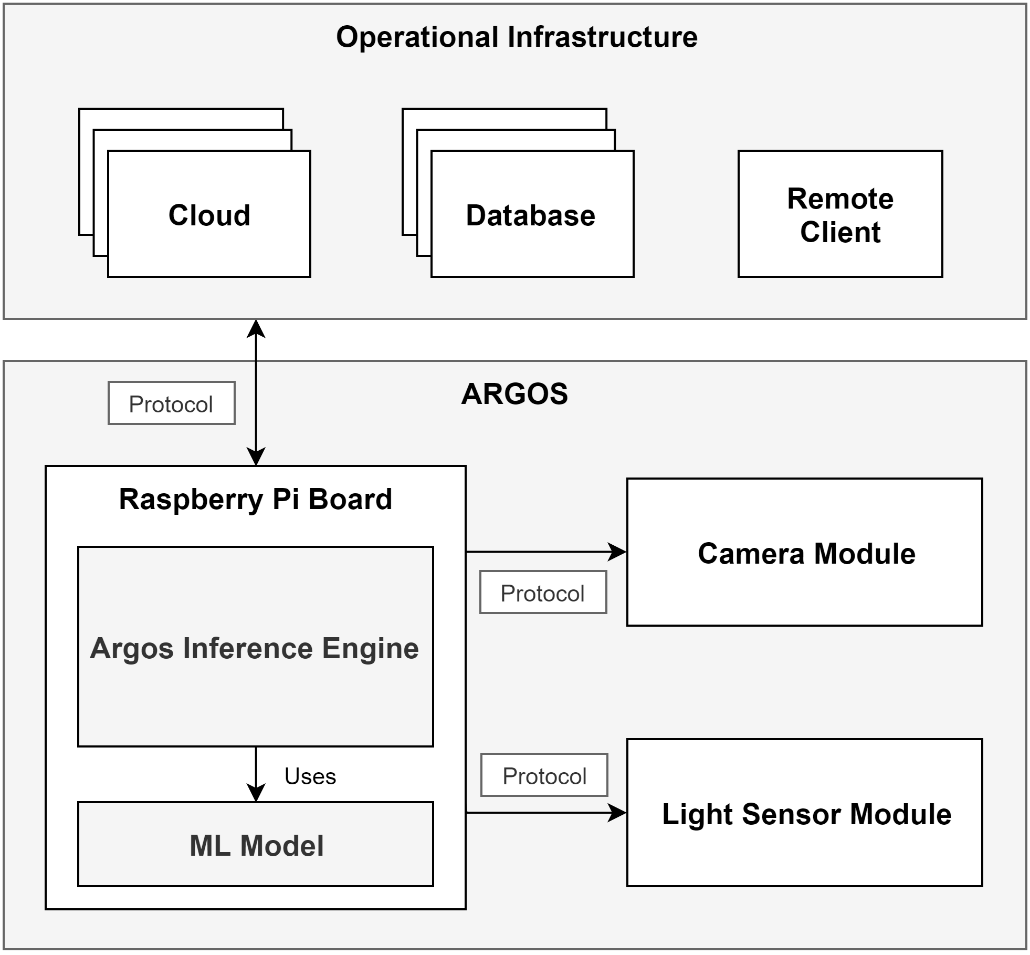 Operational Infrastructure
Cloud
Database
Remote
Client
Protocol
ARGOS
Raspberry Pi Board
Argos Inference Engine
Uses
ML Model
Camera Module
Protocol
Protocol
Light Sensor Module